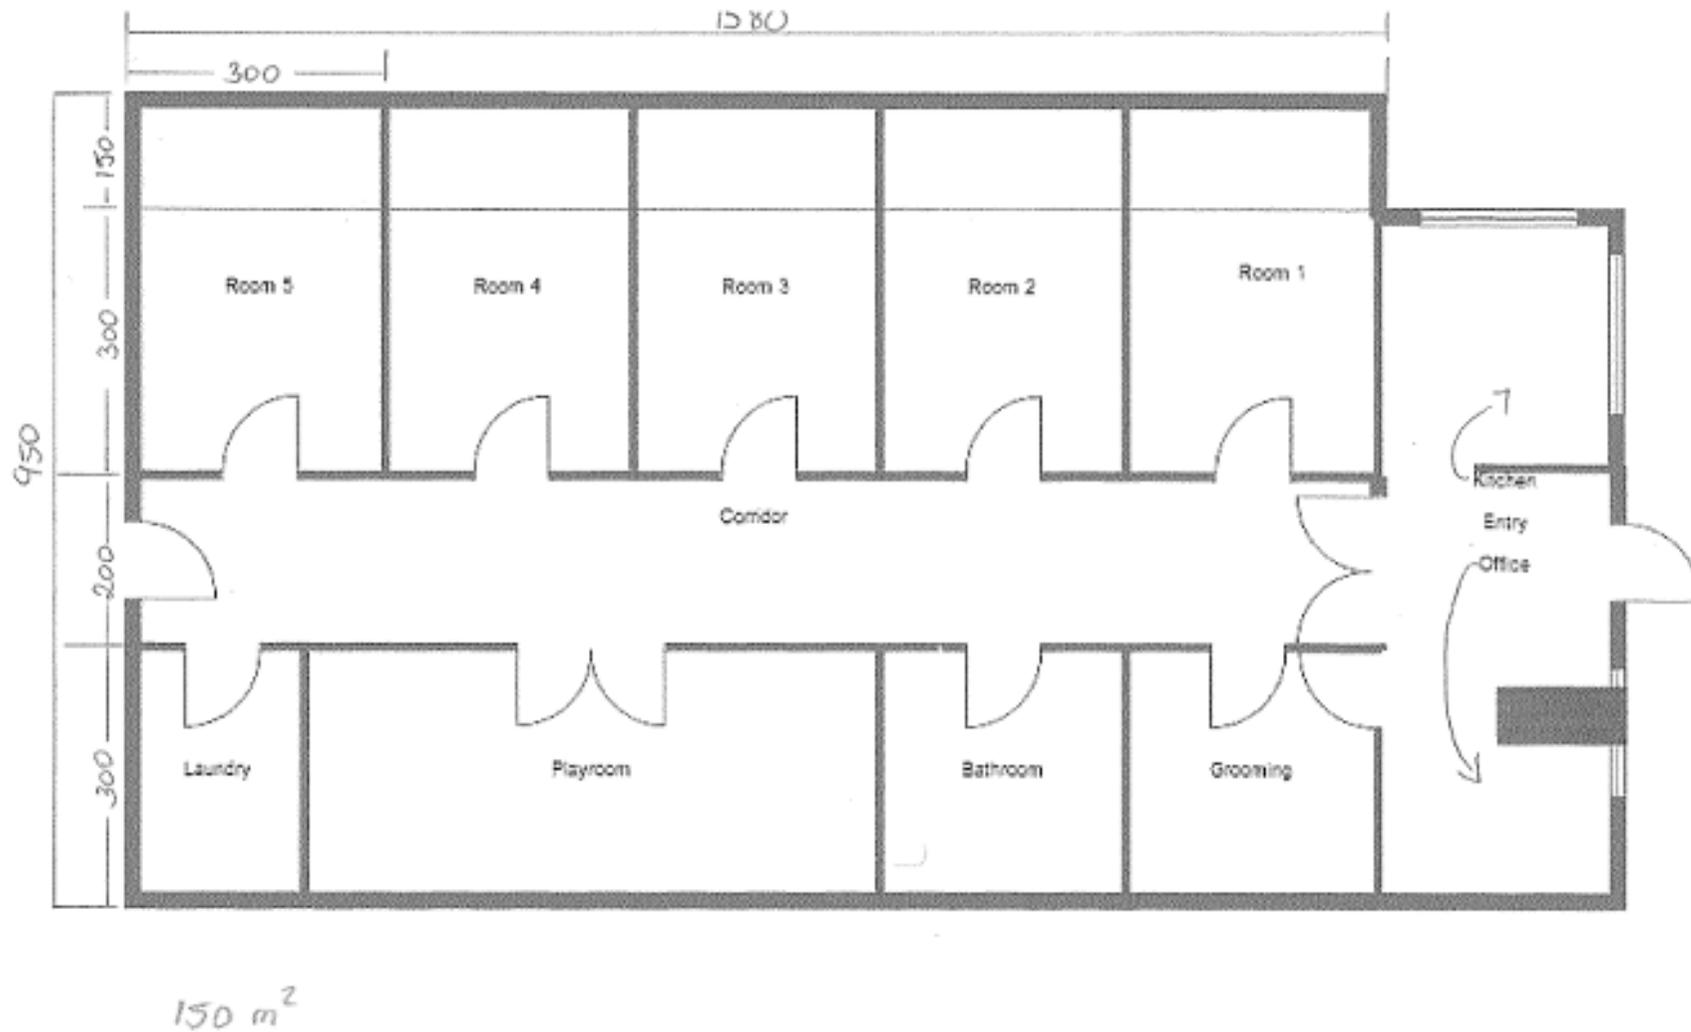 1580
300
150
Room 5 Room 4 Room 3 Room 2 Room 1
300
950
Kitchen
Corridor
Entry
200
Office
300
Laundry Playroom Bathroom Grooming
150 m²